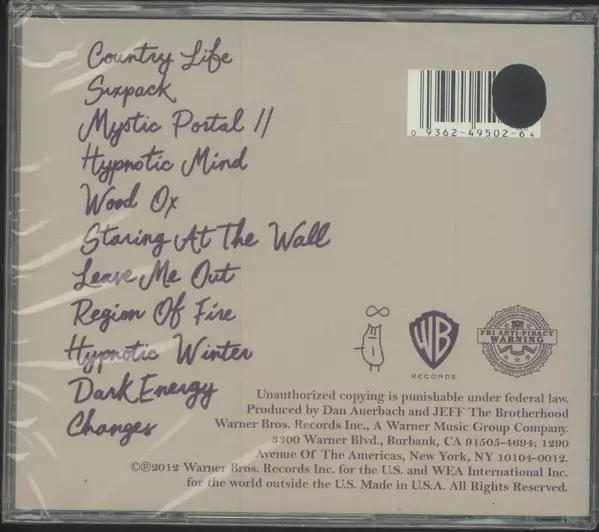 Country Life
Sixpack
Mystic Portal II
Hypnotic Mind
Wood Ox
Staring At The Wall
Leave Me Out
Region Of Fire
Hypnotic Winter
Dark Energy
Changes
0 9362-49502-6 4
WB
RECORDS
FBI ANTI-PIRACY
WARNING
Unauthorized copying is punishable under federal law.
Produced by Dan Auerbach and JEFF The Brotherhood
Warner Bros. Records Inc., A Warner Music Group Company.
3300 Warner Blvd., Burbank, CA 91505-4694; 1290
Avenue Of The Americas, New York, NY 10104-0012.
©℗2012 Warner Bros. Records Inc. for the U.S. and WEA International Inc.
for the world outside the U.S. Made in U.S.A. All Rights Reserved.